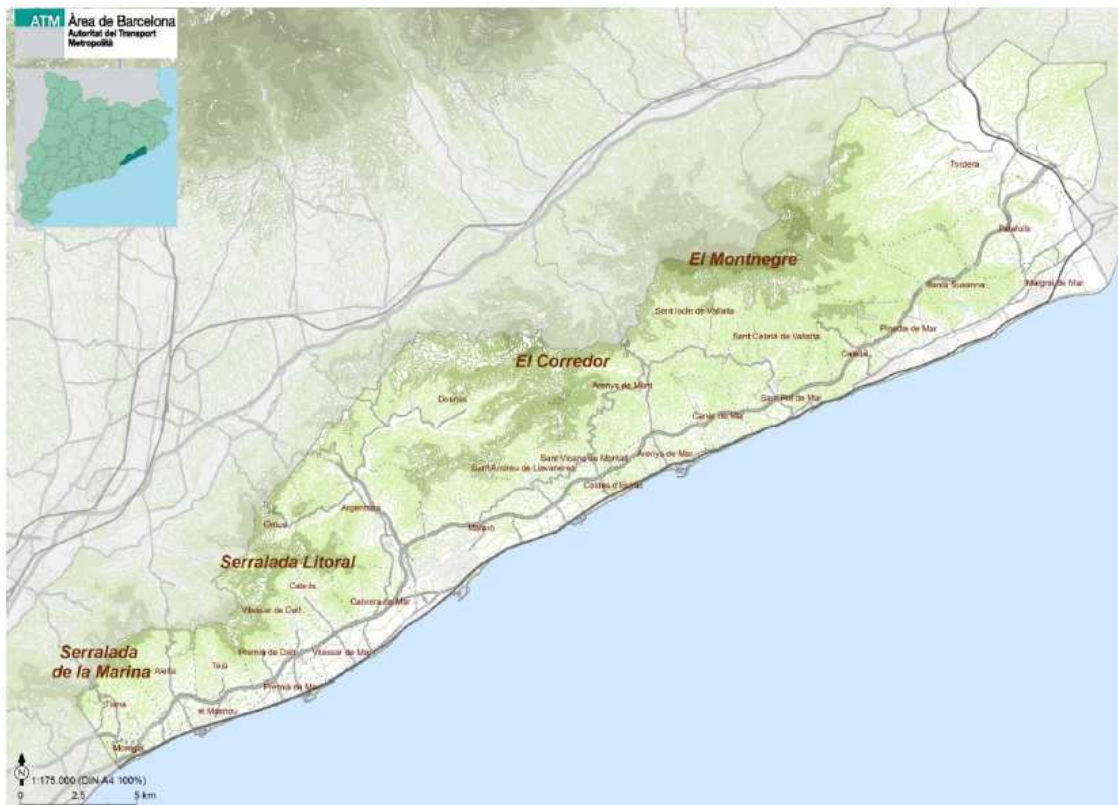 ATM Àrea de Barcelona
Autoritat del Transport
Metropolità
Tordera
Palafolls
El Montnegre
Santa Susanna
Malgrat de Mar
Sant Iscle de Vallalta
Pineda de Mar
Sant Cebrià de Vallalta
Calella
El Corredor
Arenys de Munt
Dosrius
Sant Pol de Mar
Canet de Mar
Arenys de Mar
Sant Vicenç de Montalt
Sant Andreu de Llavaneres
Caldes d'Estrac
Argentona
Òrrius
Mataró
Serralada Litoral
Cabrils
Cabrera de Mar
Vilassar de Dalt
Serralada
de la Marina
Premià de Dalt
Vilassar de Mar
Teià
Alella
Premià de Mar
Tiana
el Masnou
Montgat
N
1:175.000 (DIN-A4 100%)
0 2,5 5 km